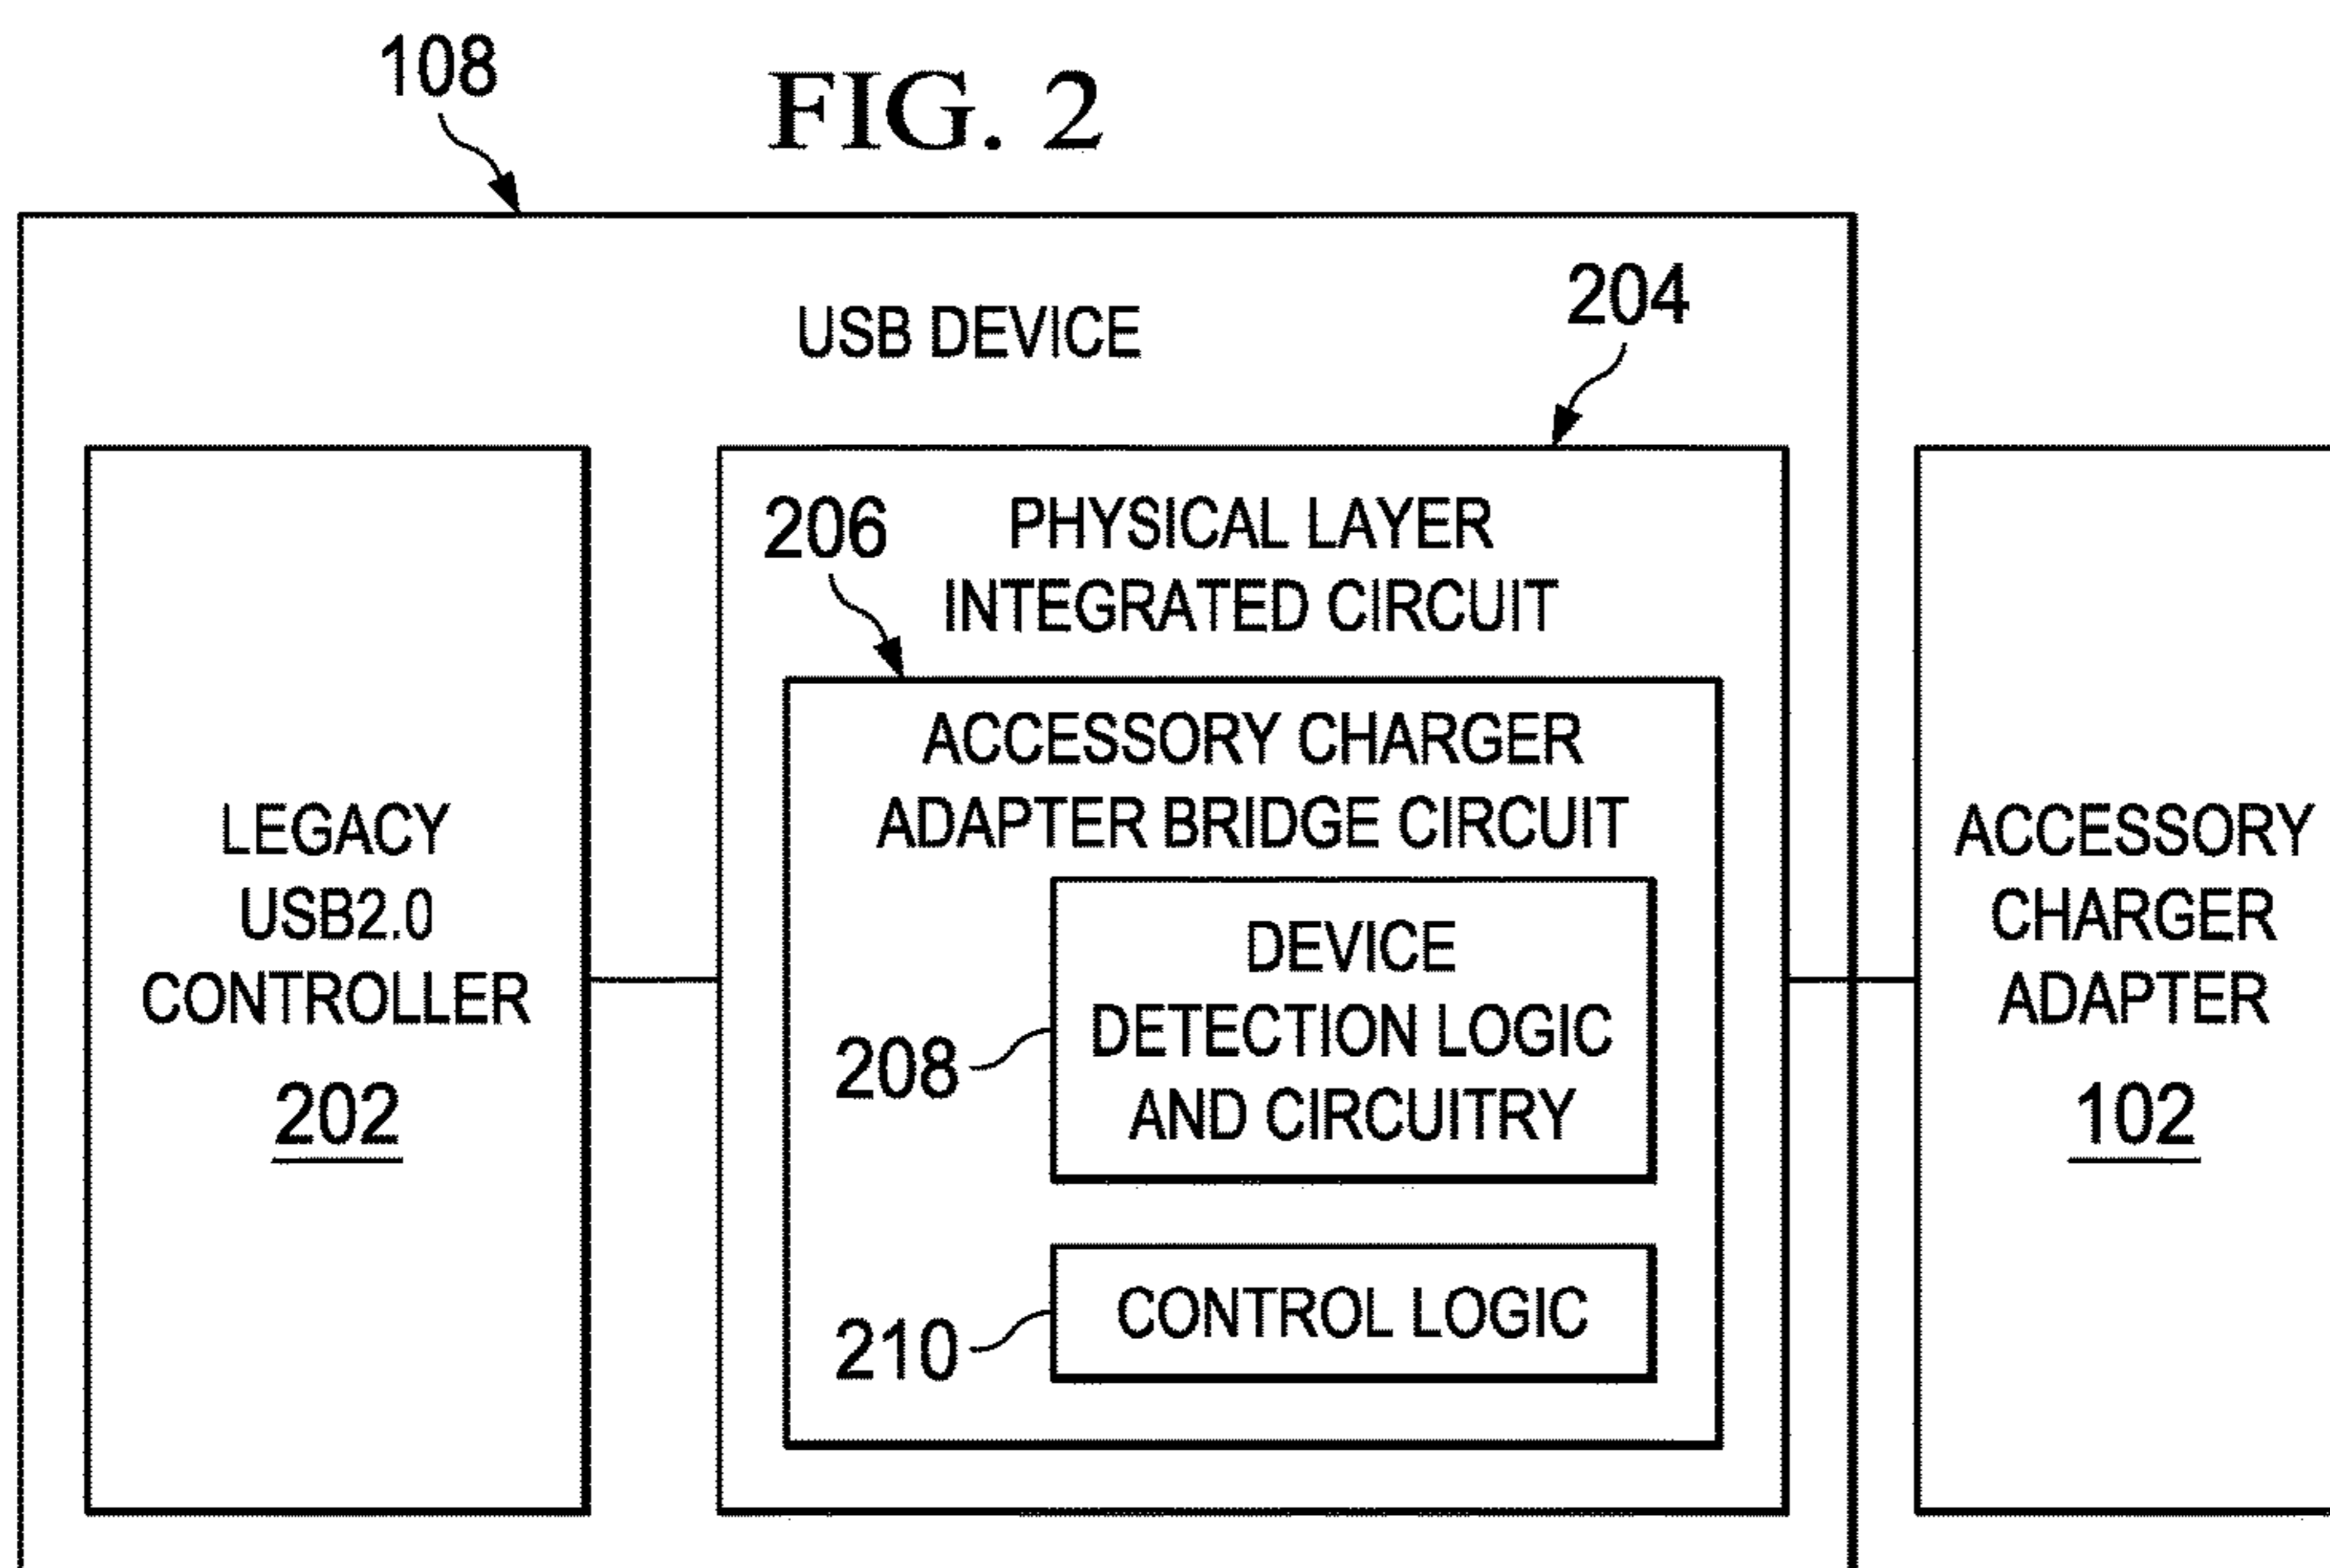 108
FIG. 2
USB DEVICE
204
LEGACY
USB2.0
CONTROLLER
202
PHYSICAL LAYER
INTEGRATED CIRCUIT
206
ACCESSORY CHARGER
ADAPTER BRIDGE CIRCUIT
DEVICE
DETECTION LOGIC
AND CIRCUITRY
208
CONTROL LOGIC
210
ACCESSORY
CHARGER
ADAPTER
102